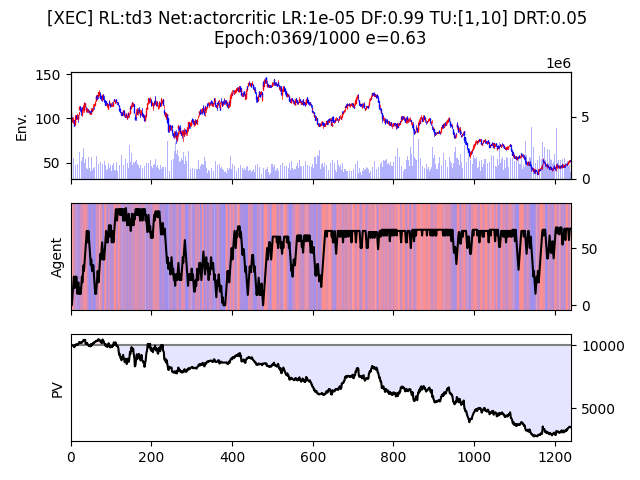 [XEC] RL:td3 Net:actorcritic LR:1e-05 DF:0.99 TU:[1,10] DRT:0.05
Epoch:0369/1000 e=0.63
1e6
150
100
50
Env.
5
0
Agent
50
0
PV
10000
5000
0 200 400 600 800 1000 1200